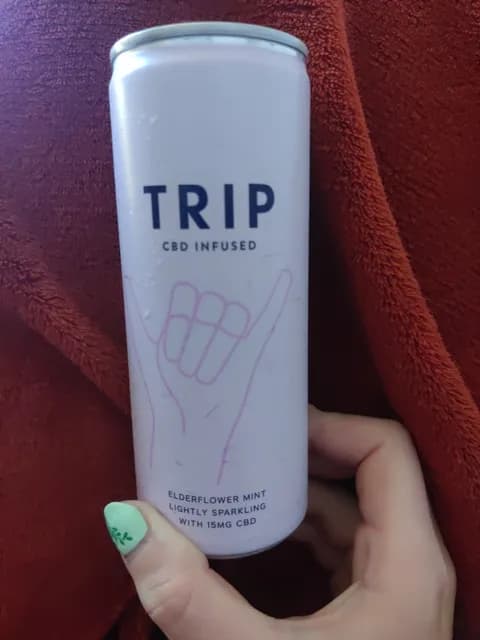 TRIP
CBD INFUSED
ELDERFLOWER MINT
LIGHTLY SPARKLING
WITH 15MG CBD